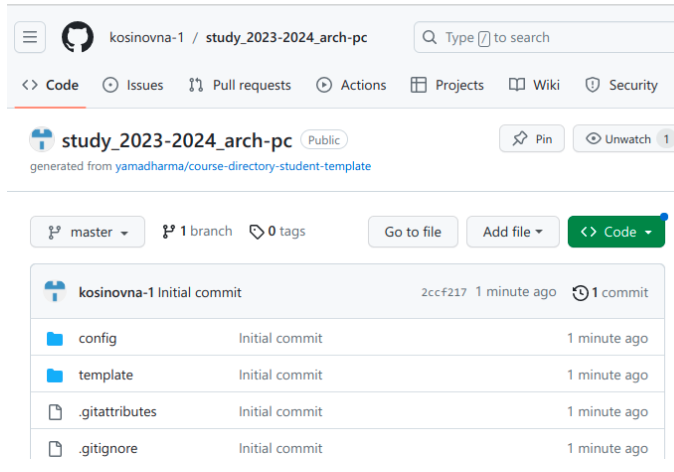 kosinovna-1 / study_2023-2024_arch-pc Type / to search
<> Code Issues Pull requests Actions Projects Wiki Security
study_2023-2024_arch-pc Public Pin Unwatch 1
generated from yamadharma/course-directory-student-template
master 1 branch 0 tags Go to file Add file <> Code
kosinovna-1 Initial commit 2ccf217 1 minute ago 1 commit
config Initial commit 1 minute ago
template Initial commit 1 minute ago
.gitattributes Initial commit 1 minute ago
.gitignore Initial commit 1 minute ago